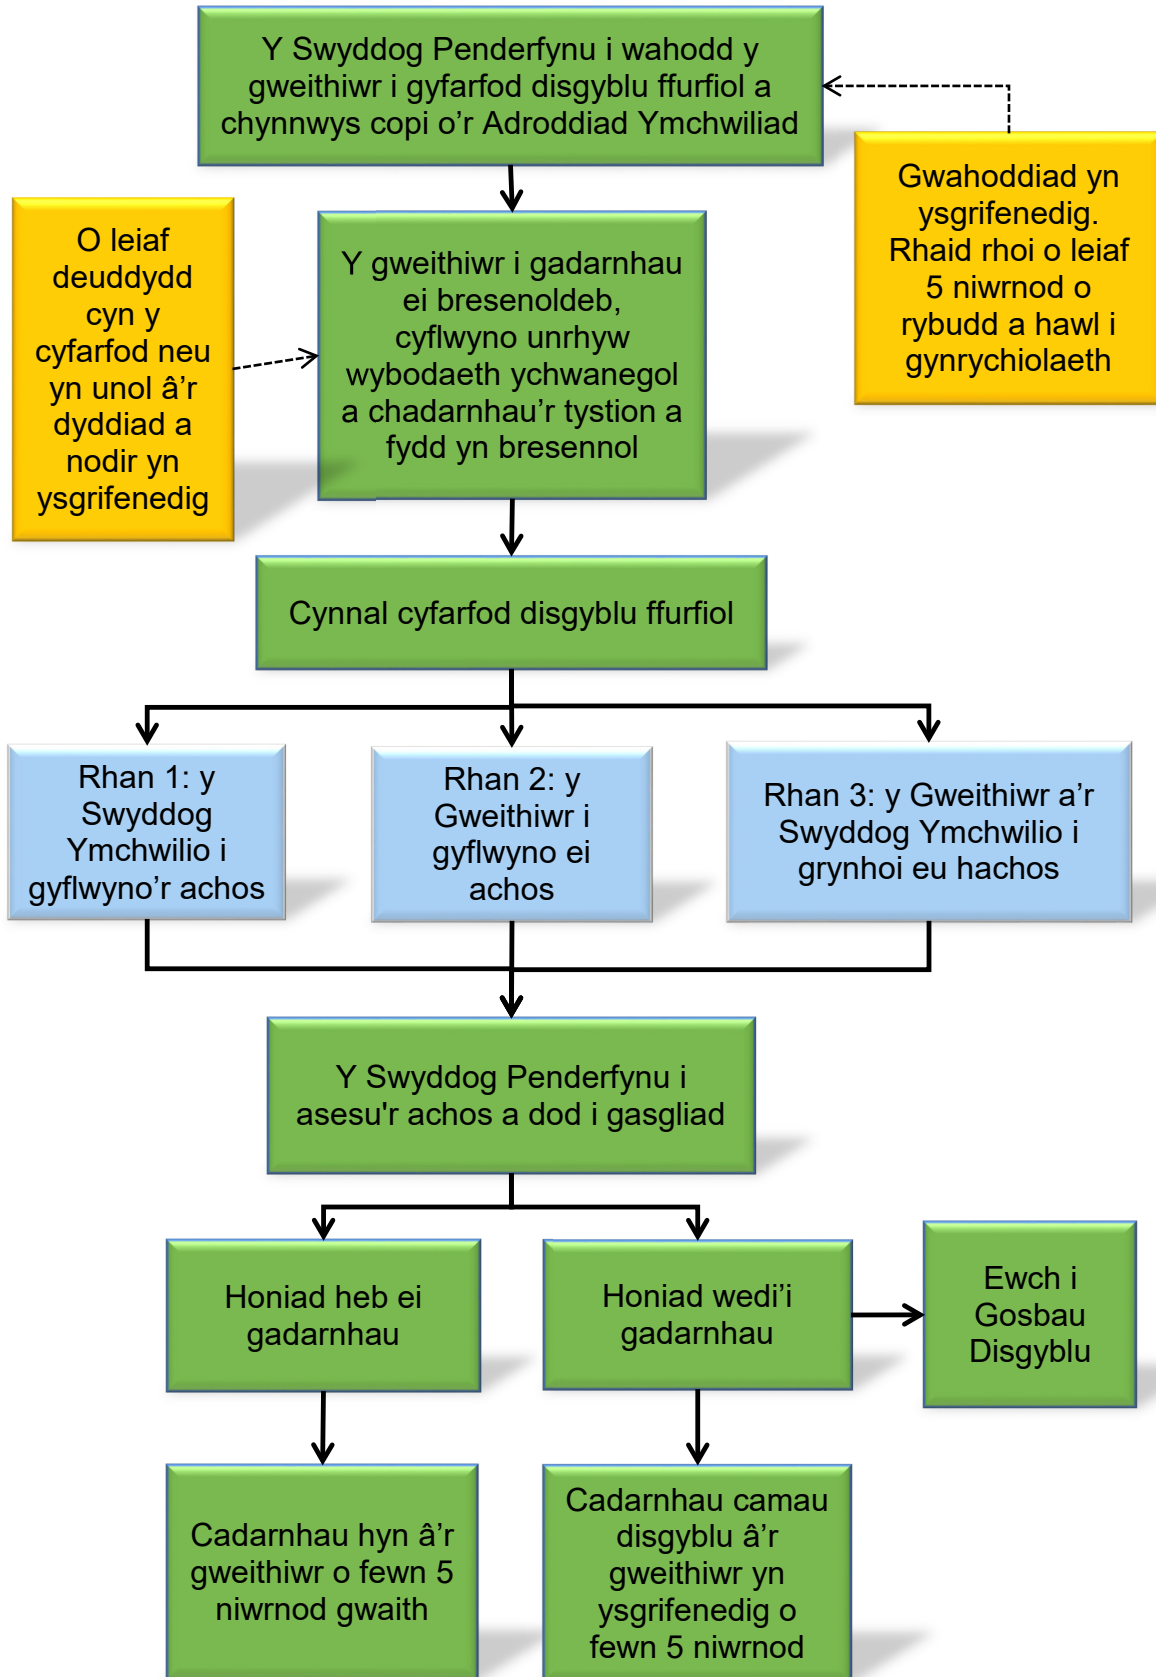 Y Swyddog Penderfynu i wahodd y
gweithiwr i gyfarfod disgyblu ffurfiol a
chynnwys copi o’r Adroddiad Ymchwiliad
Gwahoddiad yn
ysgrifenedig.
Rhaid rhoi o leiaf
5 niwrnod o
rybudd a hawl i
gynrychiolaeth
O leiaf
deuddydd
cyn y
cyfarfod neu
yn unol â’r
dyddiad a
nodir yn
ysgrifenedig
Y gweithiwr i gadarnhau
ei bresenoldeb,
cyflwyno unrhyw
wybodaeth ychwanegol
a chadarnhau’r tystion a
fydd yn bresennol
Cynnal cyfarfod disgyblu ffurfiol
Rhan 1: y
Swyddog
Ymchwilio i
gyflwyno’r achos
Rhan 2: y
Gweithiwr i
gyflwyno ei
achos
Rhan 3: y Gweithiwr a’r
Swyddog Ymchwilio i
grynhoi eu hachos
Y Swyddog Penderfynu i
asesu'r achos a dod i gasgliad
Honiad heb ei
gadarnhau
Honiad wedi’i
gadarnhau
Ewch i
Gosbau
Disgyblu
Cadarnhau hyn â’r
gweithiwr o fewn 5
niwrnod gwaith
Cadarnhau camau
disgyblu â’r
gweithiwr yn
ysgrifenedig o
fewn 5 niwrnod